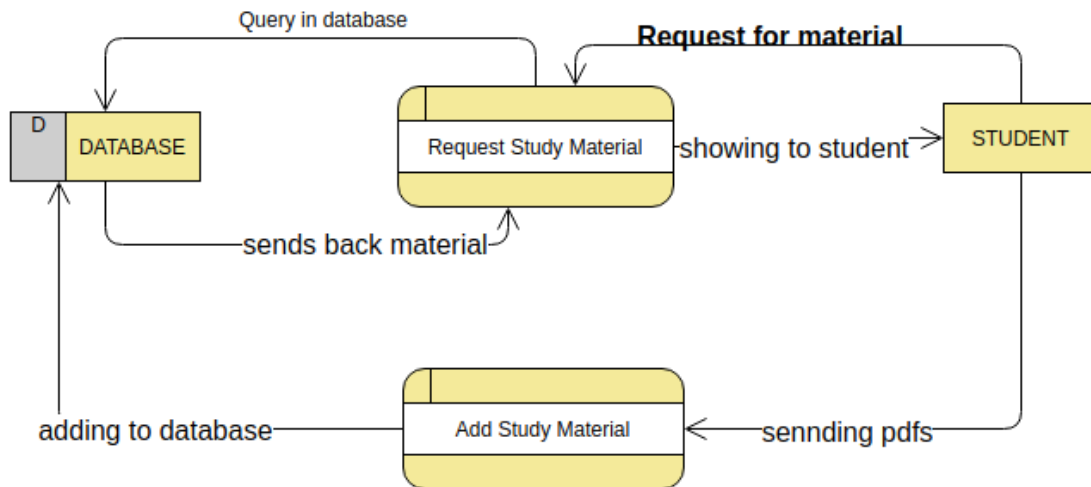 Query in database
Request for material
D
DATABASE
Request Study Material
showing to student
STUDENT
sends back material
adding to database
Add Study Material
sennding pdfs